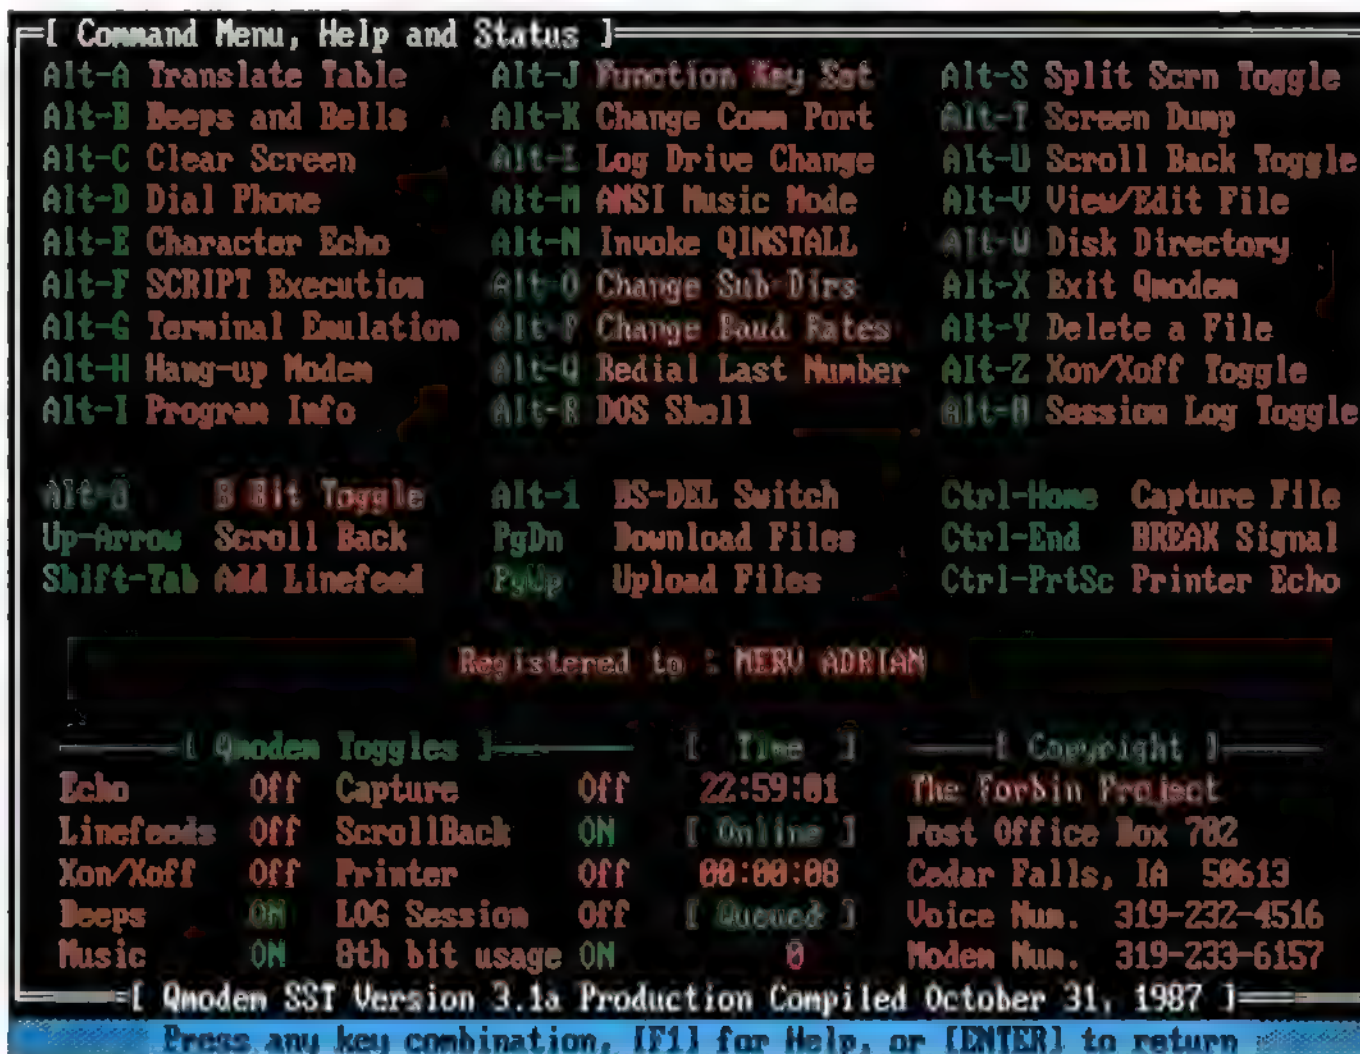 [ Command Menu, Help and Status ]
Alt-A Translate Table Alt-J Function Key Set Alt-S Split Scrn Toggle
Alt-B Beeps and Bells Alt-K Change Comm Port Alt-T Screen Dump
Alt-C Clear Screen Alt-L Log Drive Change Alt-U Scroll Back Toggle
Alt-D Dial Phone Alt-M ANSI Music Mode Alt-V View/Edit File
Alt-E Character Echo Alt-N Invoke QINSTALL Alt-W Disk Directory
Alt-F SCRIPT Execution Alt-O Change Sub-Dirs Alt-X Exit Qmodem
Alt-G Terminal Emulation Alt-P Change Baud Rates Alt-Y Delete a File
Alt-H Hang-up Modem Alt-Q Redial Last Number Alt-Z Xon/Xoff Toggle
Alt-I Program Info Alt-R DOS Shell Session Log Toggle
Alt-8 8 Bit Toggle Alt-1 BS-DEL Switch Ctrl-Home Capture File
Up-Arrow Scroll Back PgDn Download Files Ctrl-End BREAK Signal
Shift-Tab Add Linefeed PgUp Upload Files Ctrl-PrtSc Printer Echo
Registered to : MERV ADRIAN
[ Qmodem Toggles ] [ Time ] [ Copyright ]
Echo Off Capture Off 22:59:01 The Forbin Project
Linefeeds Off ScrollBack ON [ Online ] Post Office Box 702
Xon/Xoff Off Printer Off 00:00:08 Cedar Falls, IA 50613
Beeps ON LOG Session Off [ Queued ] Voice Num. 319-232-4516
Music ON 8th bit usage ON 0 Modem Num. 319-233-6157
[ Qmodem SST Version 3.1a Production Compiled October 31, 1987 ]
Press any key combination, [F1] for Help, or [ENTER] to return